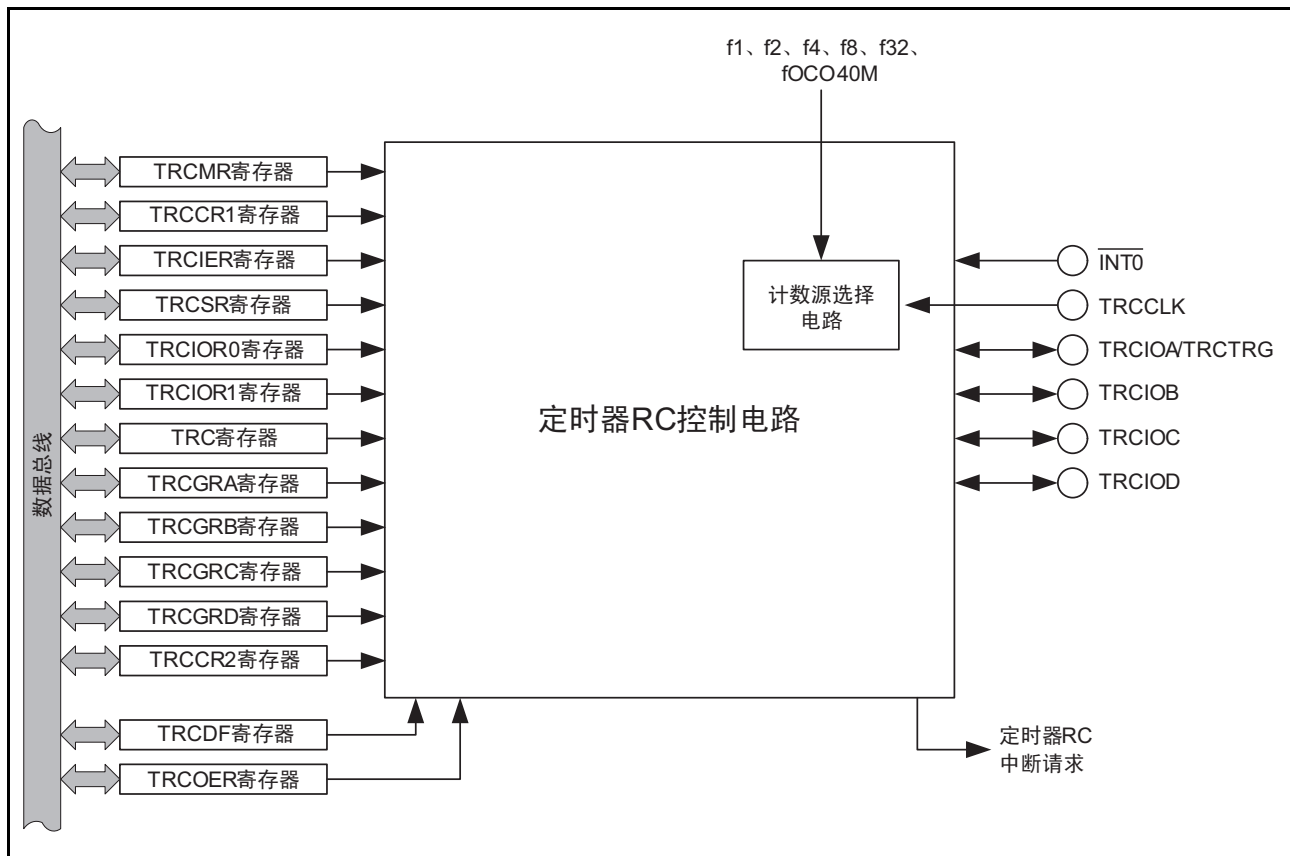 f1、f2、f4、f8、f32、
fOCO40M
TRCMR寄存器
TRCCR1寄存器
TRCIER寄存器
TRCSR寄存器
TRCIOR0寄存器
TRCIOR1寄存器
TRC寄存器
TRCGRA寄存器
TRCGRB寄存器
TRCGRC寄存器
TRCGRD寄存器
TRCCR2寄存器
TRCDF寄存器
TRCOER寄存器
数据总线
计数源选择
电路
定时器RC控制电路
INT0
TRCCLK
TRCIOA/TRCTRG
TRCIOB
TRCIOC
TRCIOD
定时器RC
中断请求